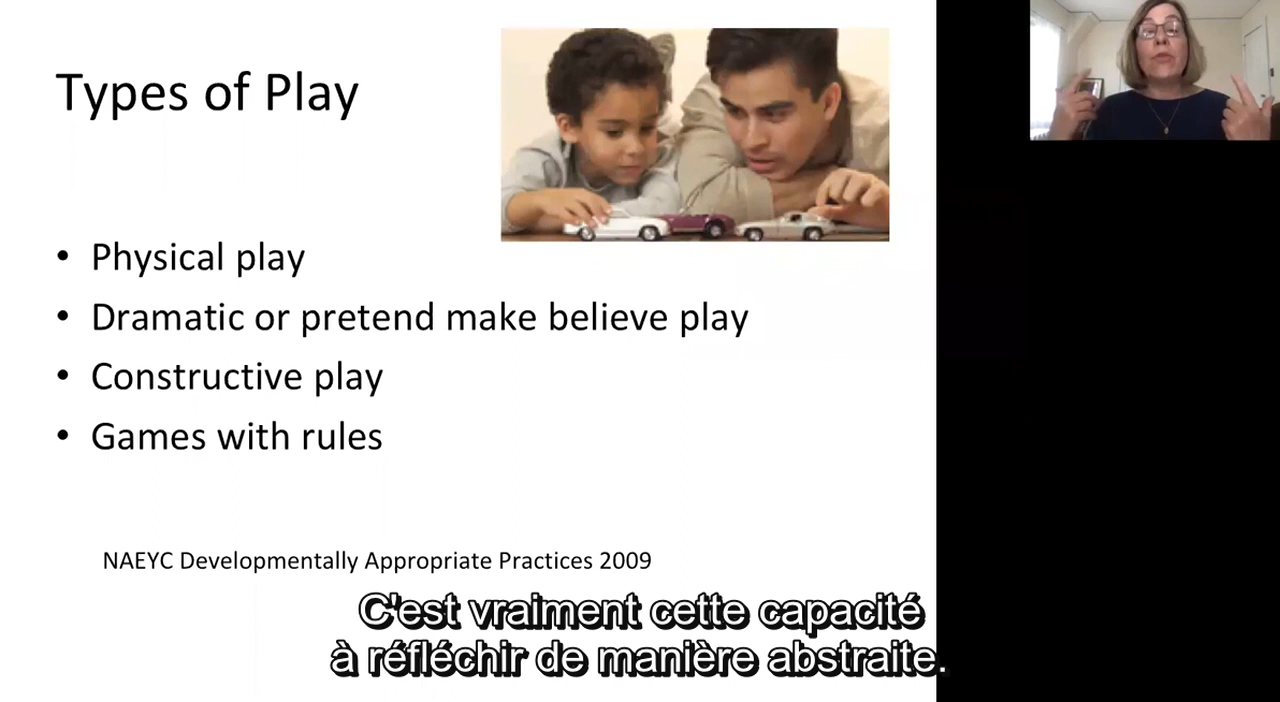 Types of Play
• Physical play
• Dramatic or pretend make believe play
• Constructive play
• Games with rules
NAEYC Developmentally Appropriate Practices 2009
C'est vraiment cette capacité
à réfléchir de manière abstraite.